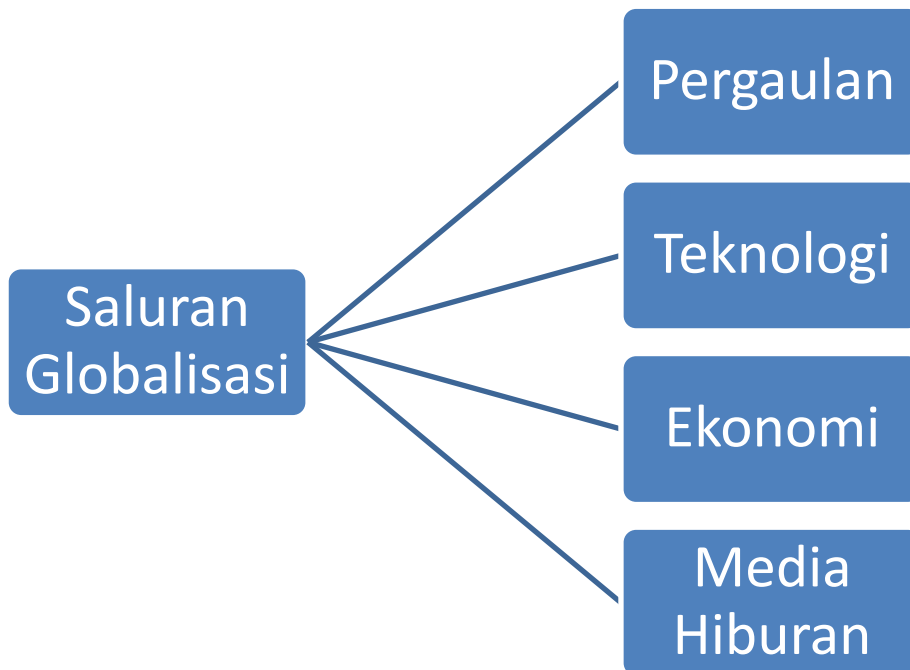 Saluran
Globalisasi
Pergaulan
Teknologi
Ekonomi
Media
Hiburan